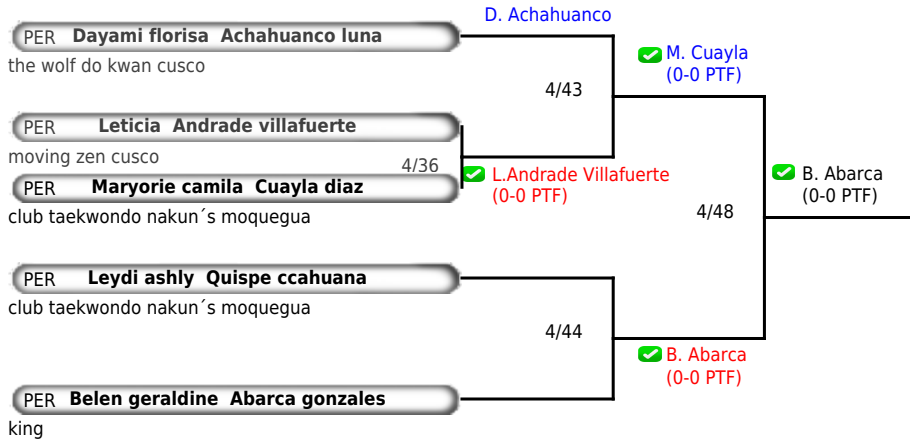 D. Achahuanco
PER Dayami florisa Achahuanco luna
the wolf do kwan cusco
M. Cuayla
(0-0 PTF)
4/43
PER Leticia Andrade villafuerte
moving zen cusco
4/36
L.Andrade Villafuerte
(0-0 PTF)
B. Abarca
(0-0 PTF)
PER Maryorie camila Cuayla diaz
club taekwondo nakun´s moquegua
4/48
PER Leydi ashly Quispe ccahuana
club taekwondo nakun´s moquegua
4/44
B. Abarca
(0-0 PTF)
PER Belen geraldine Abarca gonzales
king